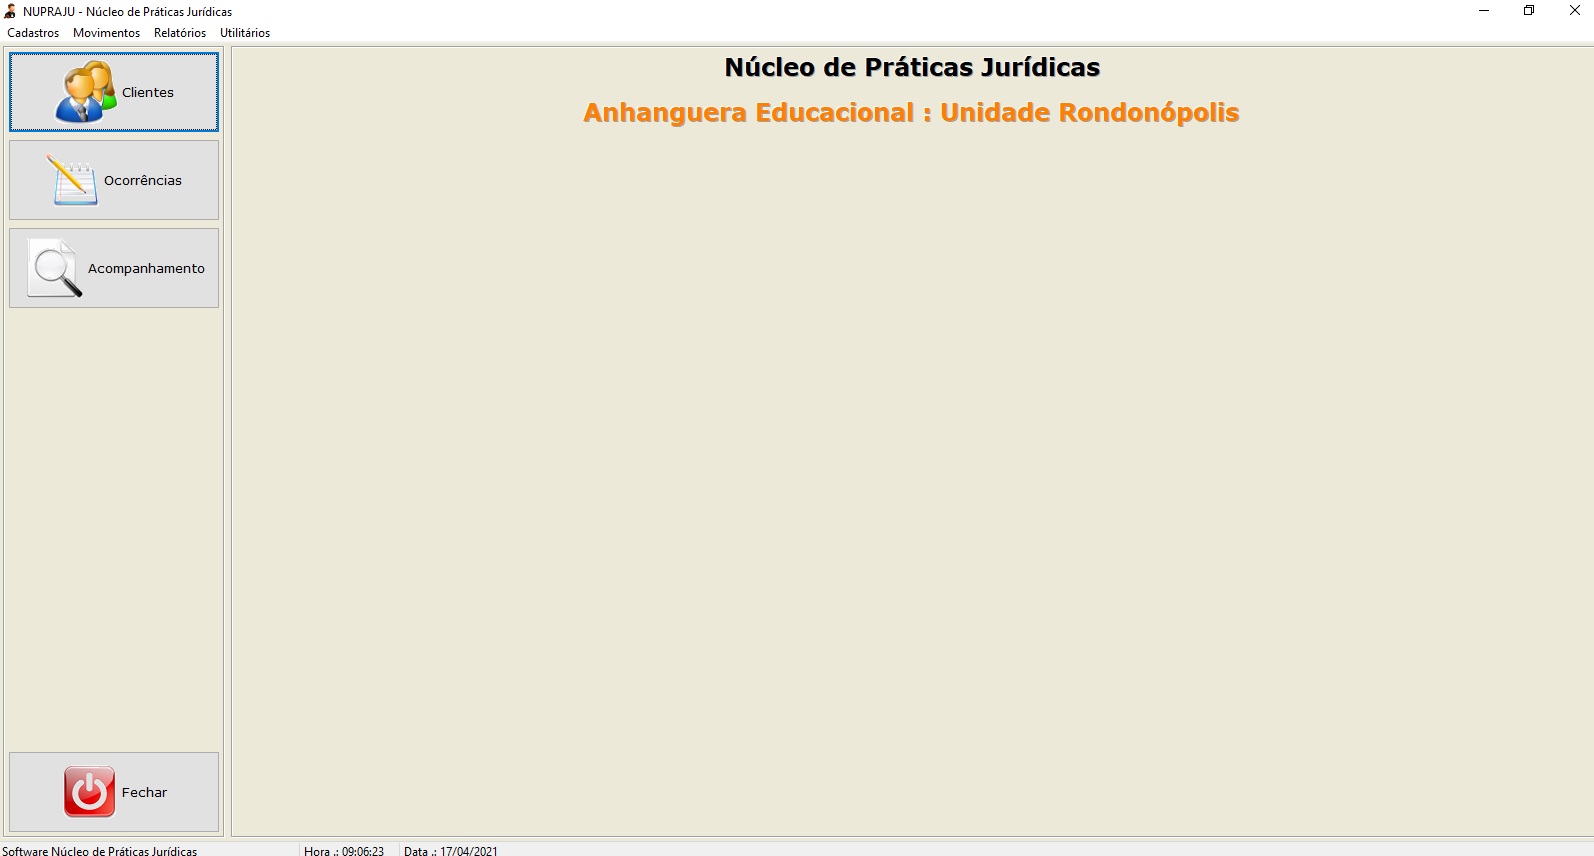 NUPRAJU - Núcleo de Práticas Jurídicas
Cadastros Movimentos Relatórios Utilitários
Clientes
Ocorrências
Acompanhamento
Fechar
Núcleo de Práticas Jurídicas
Anhanguera Educacional : Unidade Rondonópolis
Software Núcleo de Práticas Jurídicas Hora .: 09:06:23 Data .: 17/04/2021